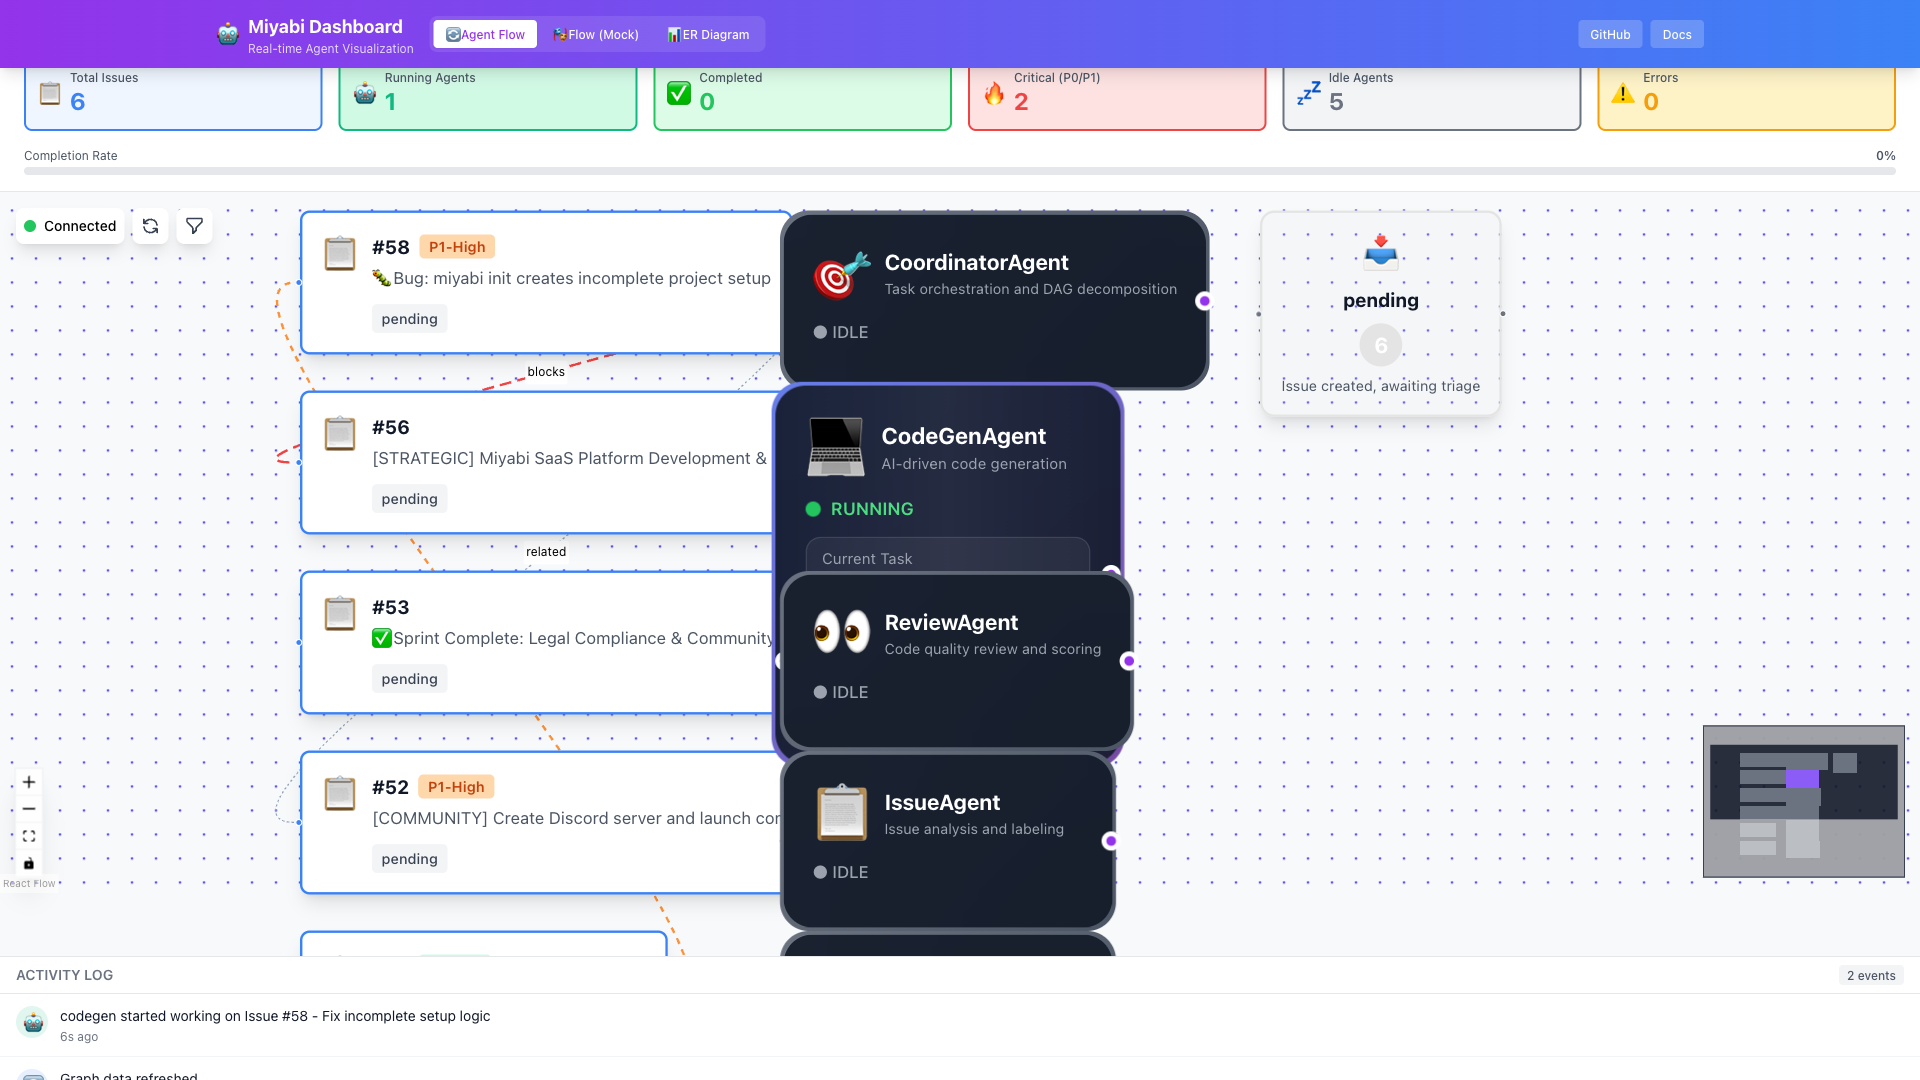 Miyabi Dashboard
Real-time Agent Visualization
Agent Flow
Flow (Mock)
ER Diagram
GitHub
Docs
Total Issues
6
Running Agents
1
Completed
0
Critical (P0/P1)
2
Idle Agents
5
Errors
0
Completion Rate
0%
Connected
#58
P1-High
Bug: miyabi init creates incomplete project setup
pending
blocks
#56
[STRATEGIC] Miyabi SaaS Platform Development &
pending
related
#53
Sprint Complete: Legal Compliance & Community
pending
#52
P1-High
[COMMUNITY] Create Discord server and launch
pending
CoordinatorAgent
Task orchestration and DAG decomposition
IDLE
CodeGenAgent
AI-driven code generation
RUNNING
Current Task
ReviewAgent
Code quality review and scoring
IDLE
IssueAgent
Issue analysis and labeling
IDLE
pending
6
Issue created, awaiting triage
React Flow
ACTIVITY LOG
2 events
codegen started working on Issue #58 - Fix incomplete setup logic
6s ago
Graph data refreshed